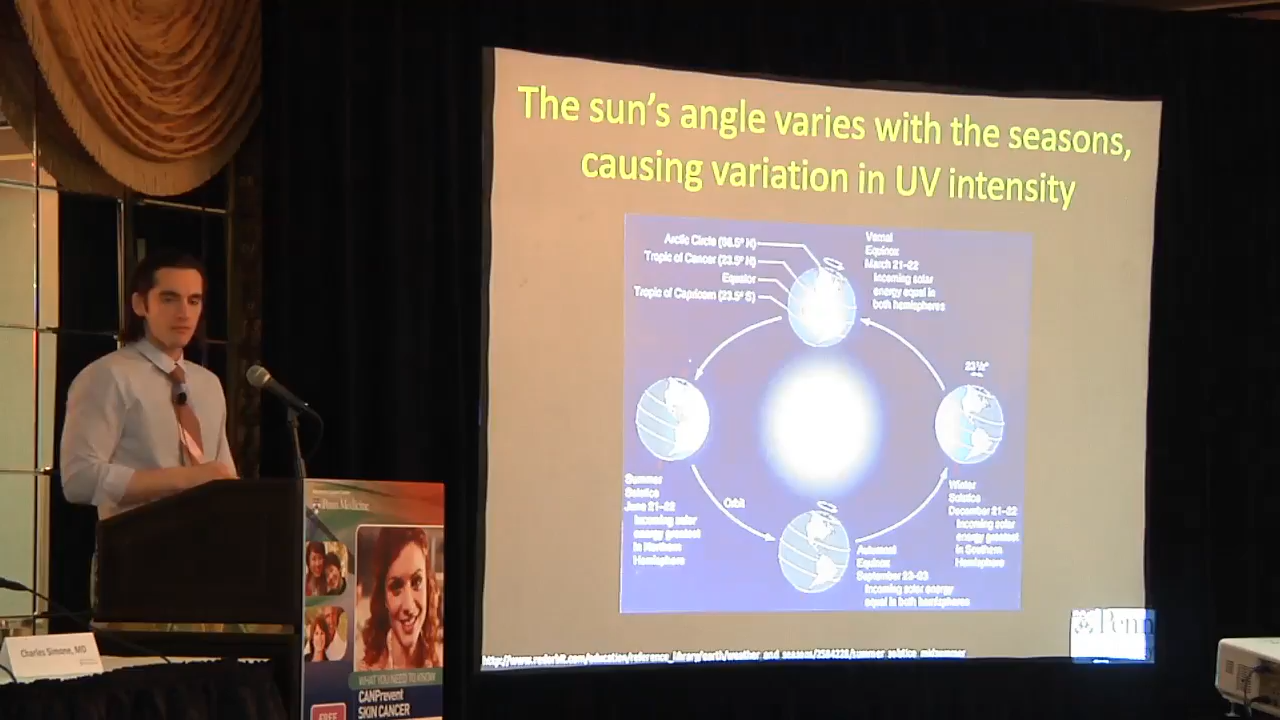 The sun's angle varies with the seasons,
causing variation in UV intensity
Arctic Circle (66.5° N)
Tropic of Cancer (23.5° N)
Equator
Tropic of Capricorn (23.5° S)
Vernal
Equinox
March 21-22
Incoming solar
energy equal in
both hemispheres
23½°
Summer
Solstice
June 21-22
Incoming solar
energy greatest
in Northern
Hemisphere
Orbit
Winter
Solstice
December 21-22
Incoming solar
energy greatest
in Southern
Hemisphere
Autumnal
Equinox
September 22-23
Incoming solar energy
equal in both hemispheres
Penn
Penn Medicine
WHAT YOU NEED TO KNOW
CANPrevent
SKIN CANCER
FREE
Charles Simone, MD